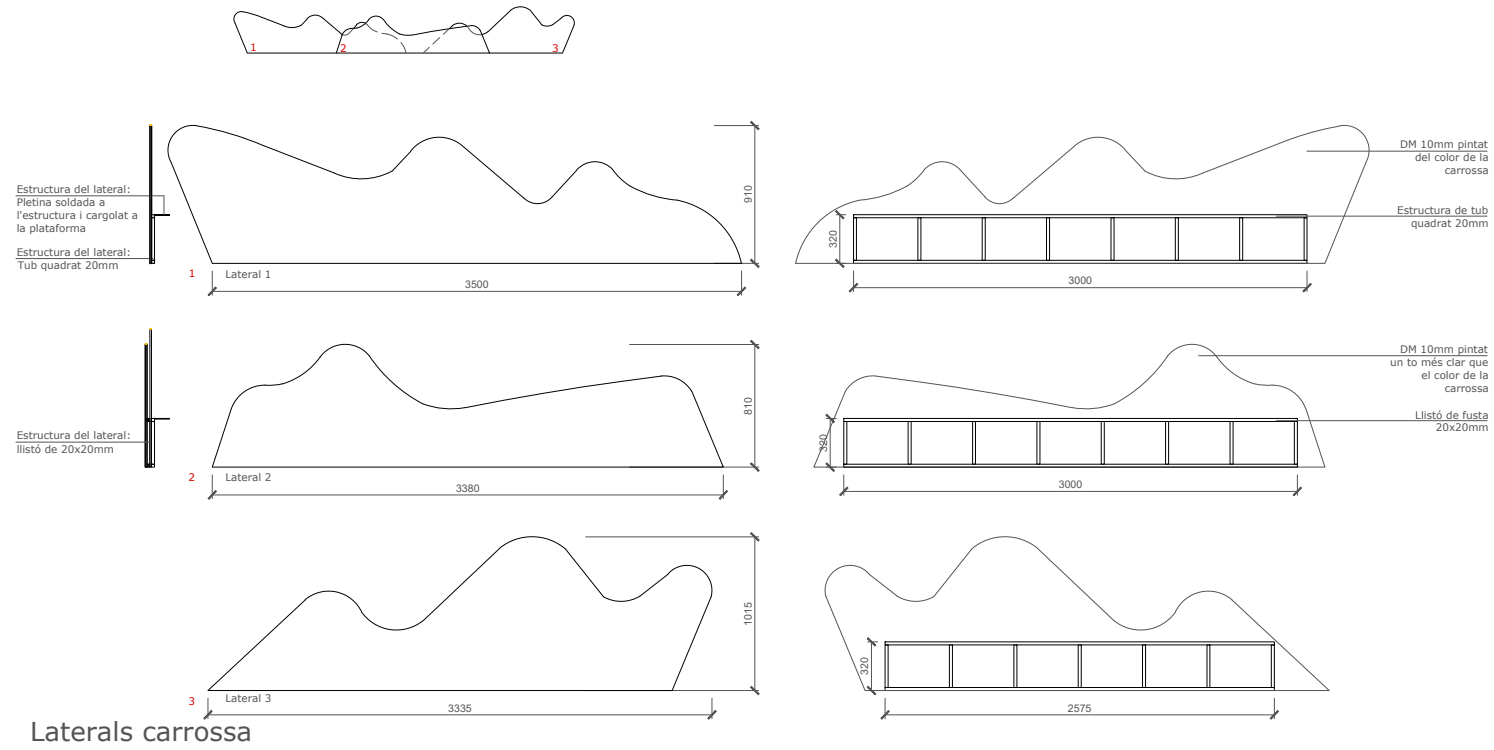 1
2
3
Estructura del lateral:
Pletina soldada a
l'estructura i cargolat a
la plataforma
Estructura del lateral:
Tub quadrat 20mm
1
Lateral 1
3500
910
320
3000
DM 10mm pintat
del color de la
carrossa
Estructura de tub
quadrat 20mm
Estructura del lateral:
llistó de 20x20mm
2
Lateral 2
3380
810
320
3000
DM 10mm pintat
un to més clar que
el color de la
carrossa
Llistó de fusta
20x20mm
3
Lateral 3
3335
1015
320
2575
Laterals carrossa